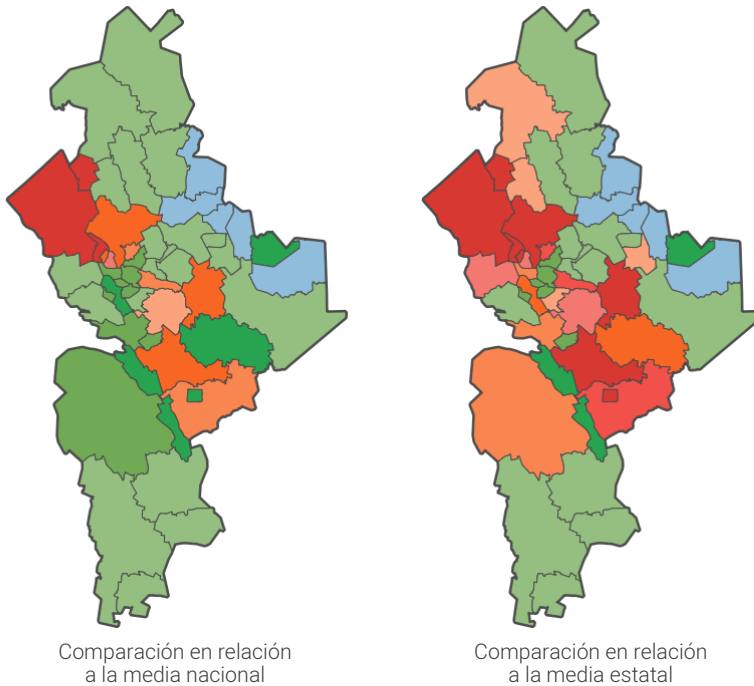 Comparación en relación
a la media nacional
Comparación en relación
a la media estatal